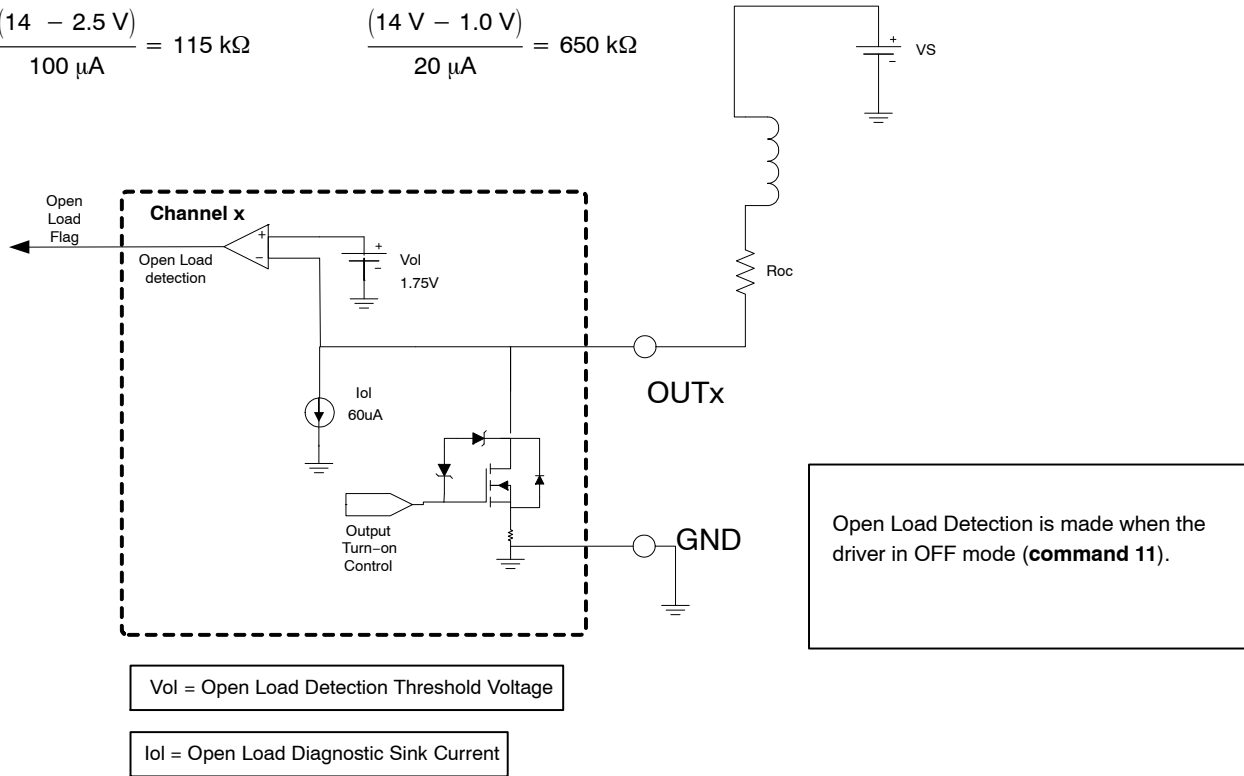 (14 − 2.5 V)
100 μA
= 115 kΩ
(14 V − 1.0 V)
20 μA
= 650 kΩ
+
−
VS
Open
Load
Flag
Channel x
+
−
Open Load
detection
+
−
Vol
1.75V
Roc
Iol
60uA
OUTx
Output
Turn−on
Control
GND
Open Load Detection is made when the
driver in OFF mode (command 11).
Vol = Open Load Detection Threshold Voltage
Iol = Open Load Diagnostic Sink Current